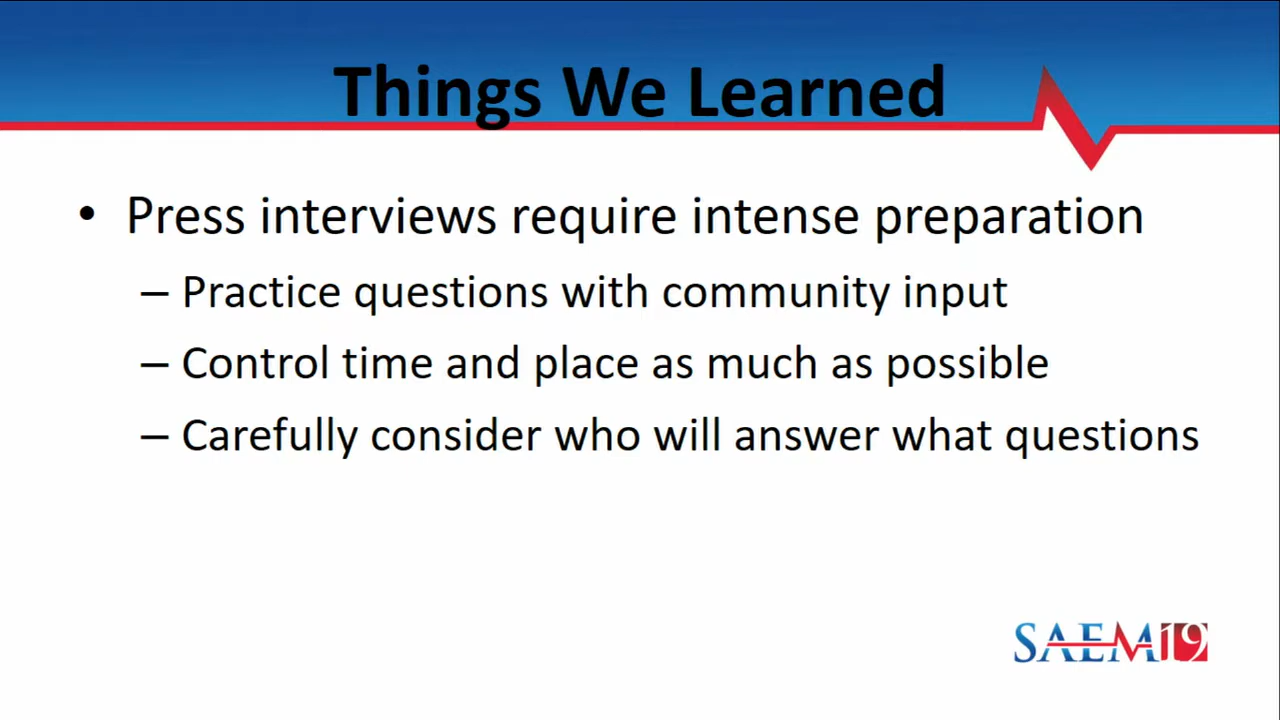 Things We Learned
• Press interviews require intense preparation
– Practice questions with community input
– Control time and place as much as possible
– Carefully consider who will answer what questions
SAEM19